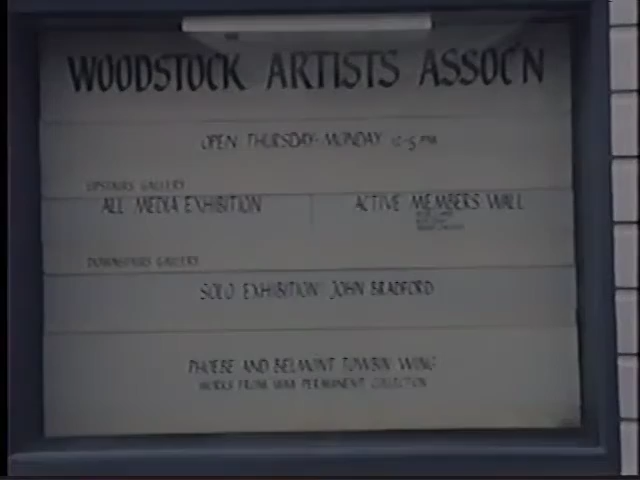 WOODSTOCK ARTISTS ASSOC'N
OPEN THURSDAY-MONDAY 12-5 PM
UPSTAIRS GALLERY
ALL MEDIA EXHIBITION
ACTIVE MEMBERS WALL
DOWNSTAIRS GALLERY
SOLO EXHIBITION: JOHN BRADFORD
PHOEBE AND BELMONT TOWBIN WING
WORKS FROM WAA PERMANENT COLLECTION